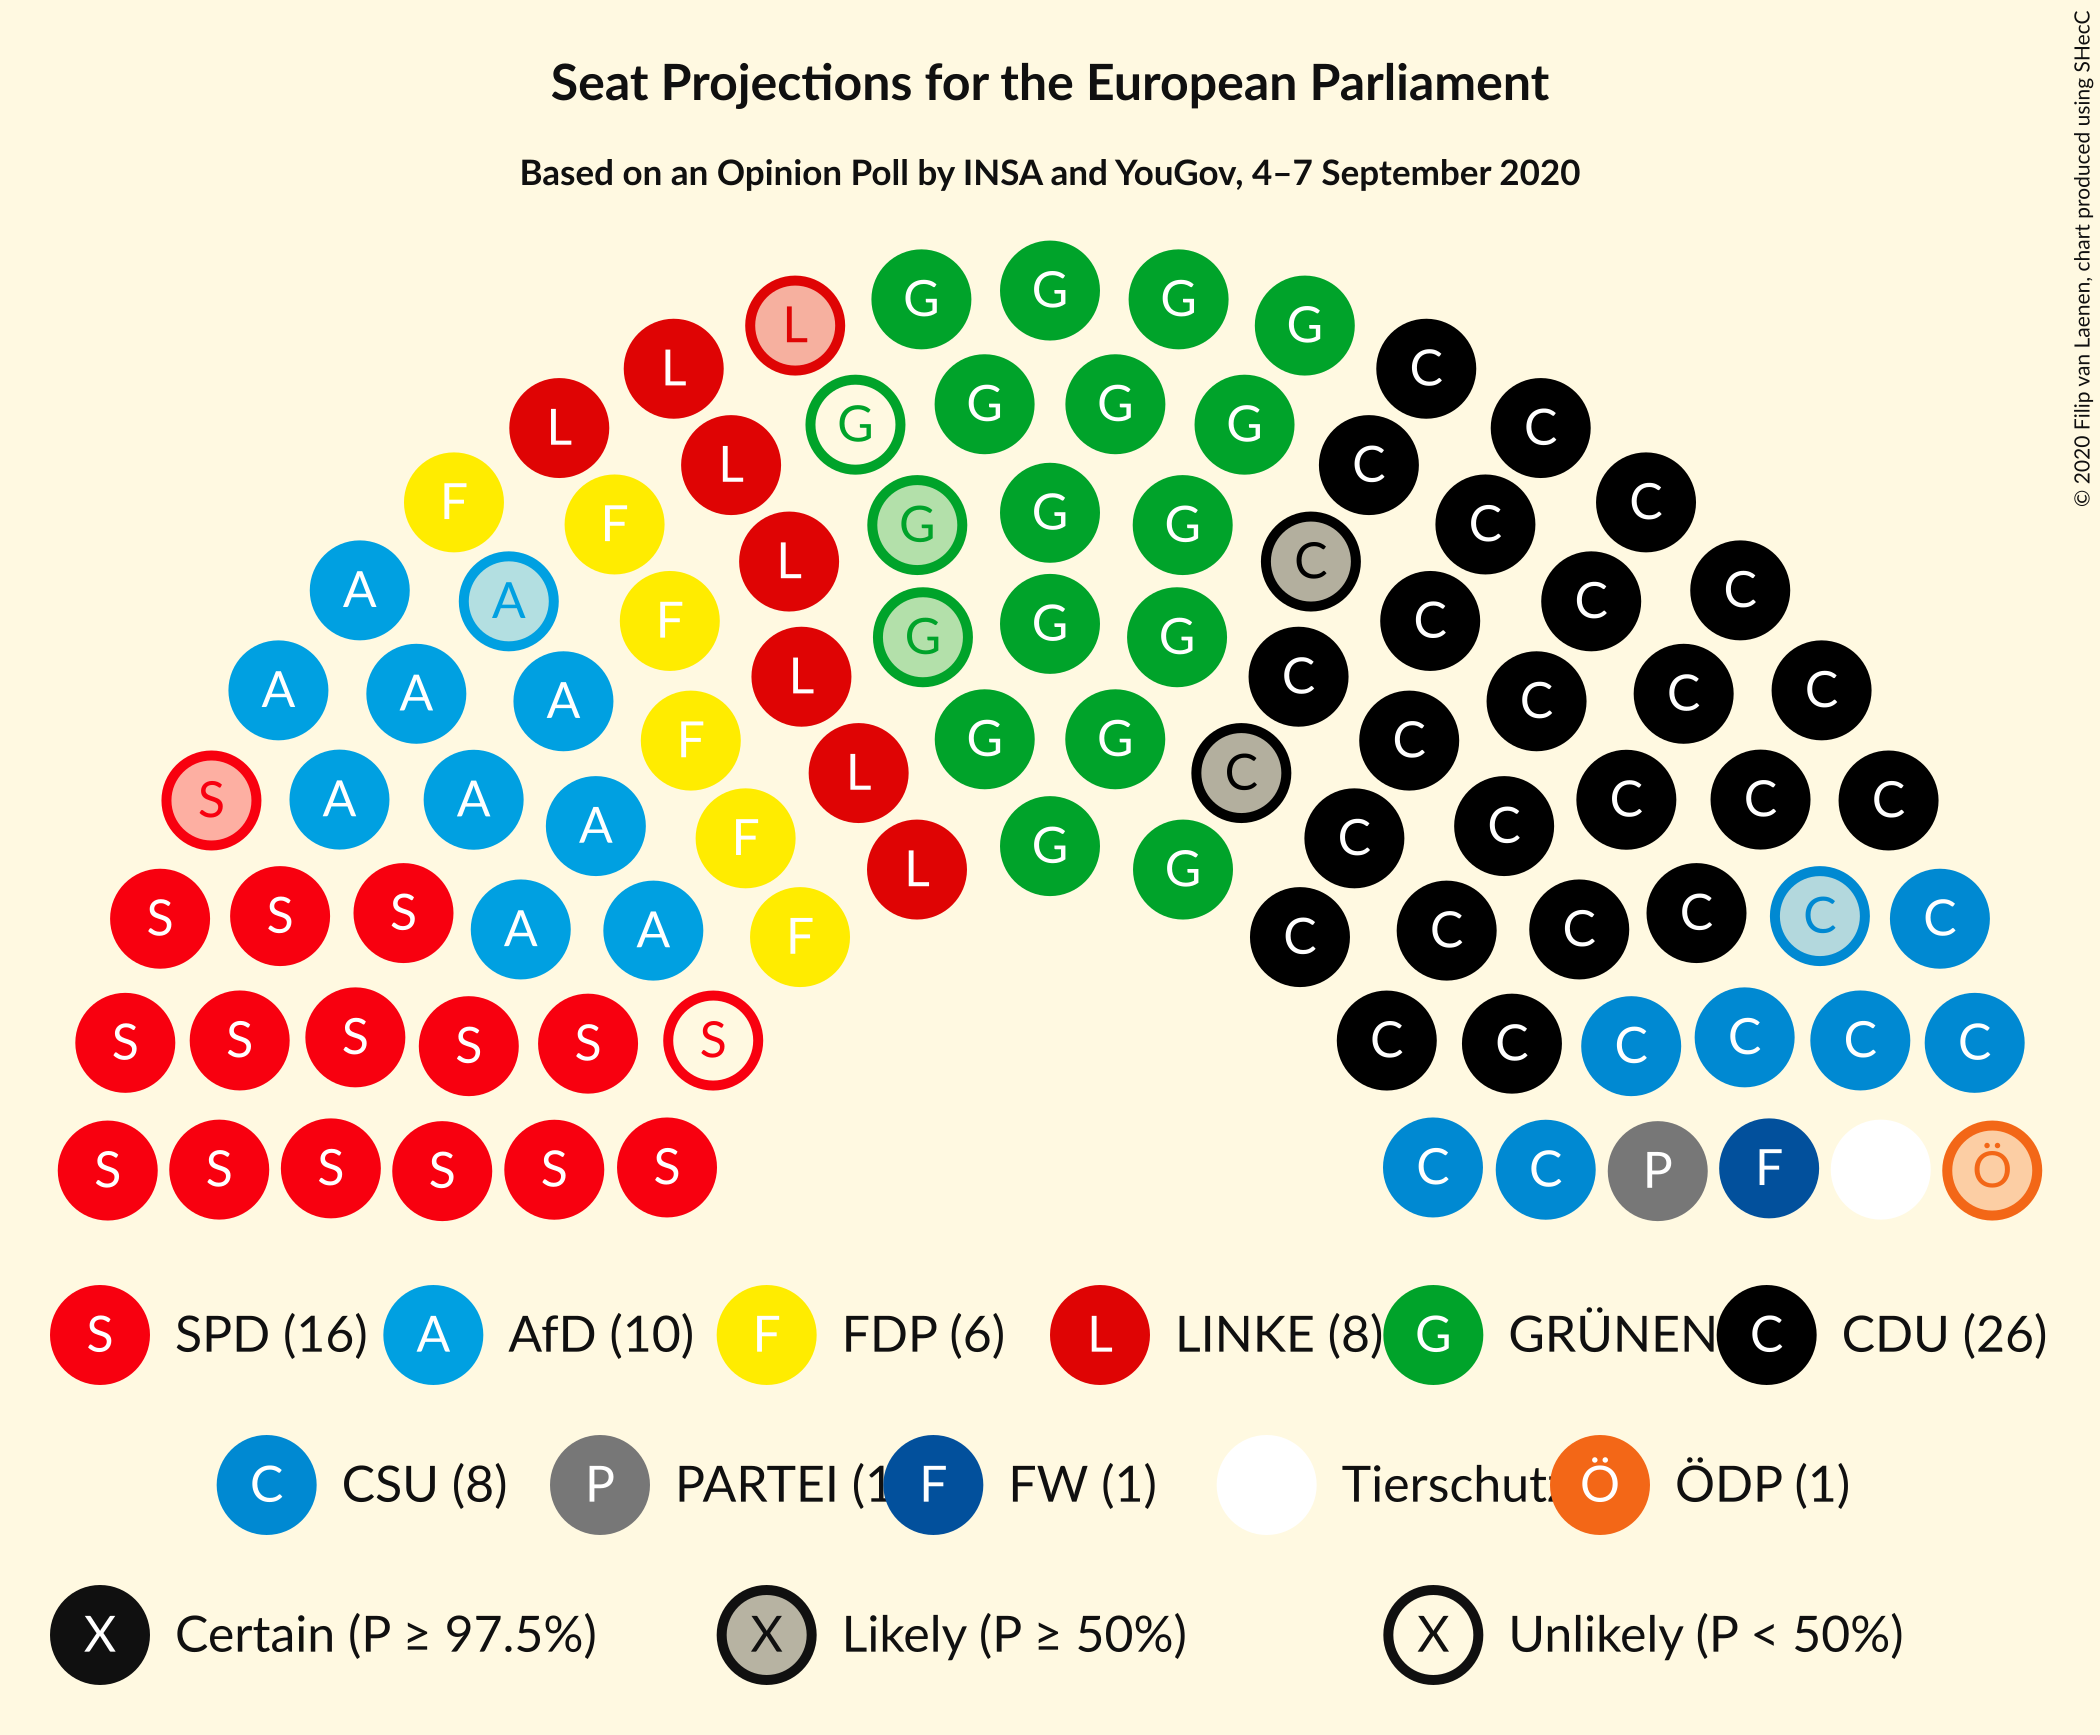 Seat Projections for the European Parliament
Based on an Opinion Poll by INSA and YouGov, 4–7 September 2020
© 2020 Filip van Laenen, chart produced using SHecC
G G G G
L L C
L G G G G C
L C C
F F L G G G C C C
A A F L G G G C C C
A A A F L G G C C C C
S A A A F L C C C C C C
S S S A A F L G G C C C C C C
S S S S S S C C C C C C
S S S S S S C C P F Ö
S SPD (16) A AfD (10) F FDP (6) L LINKE (8) G GRÜNEN C CDU (26)
C CSU (8) P PARTEI (1 F FW (1) Tierschutz Ö ÖDP (1)
X Certain (P ≥ 97.5%) X Likely (P ≥ 50%) X Unlikely (P < 50%)